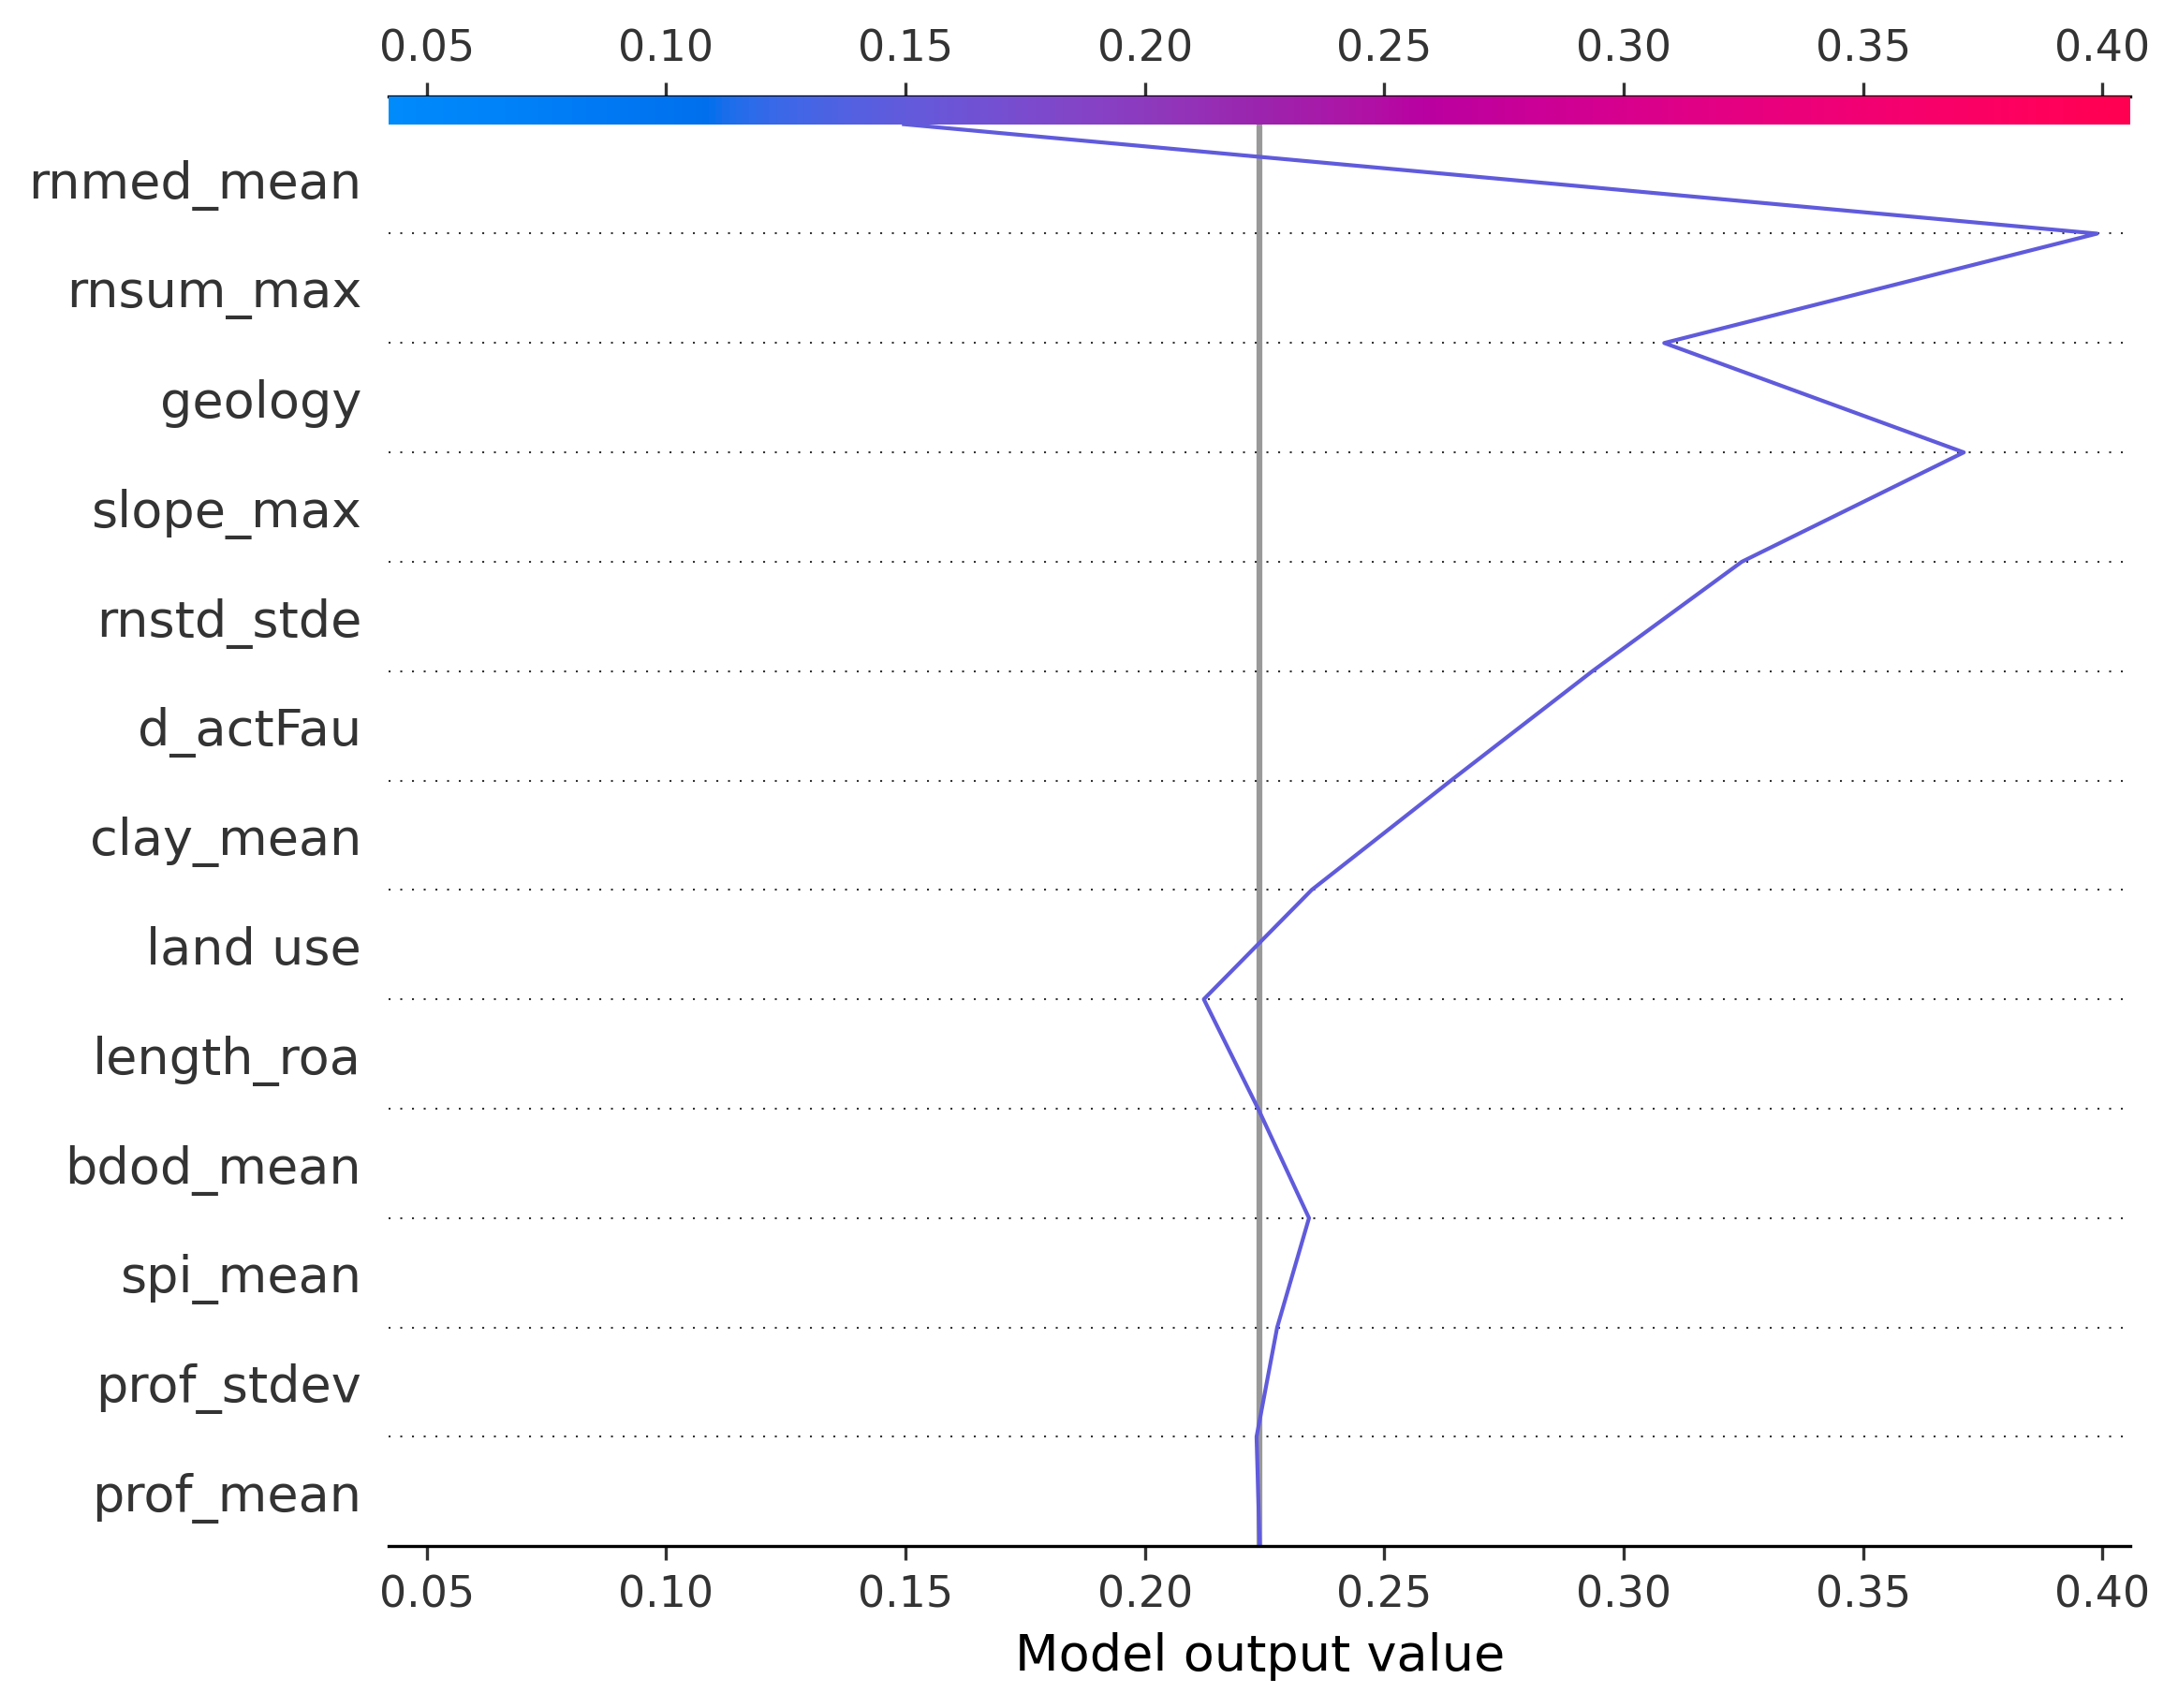 0.05 0.10 0.15 0.20 0.25 0.30 0.35 0.40
rnmed_mean
rnsum_max
geology
slope_max
rnstd_stde
d_actFau
clay_mean
land use
length_roa
bdod_mean
spi_mean
prof_stdev
prof_mean
0.05 0.10 0.15 0.20 0.25 0.30 0.35 0.40
Model output value